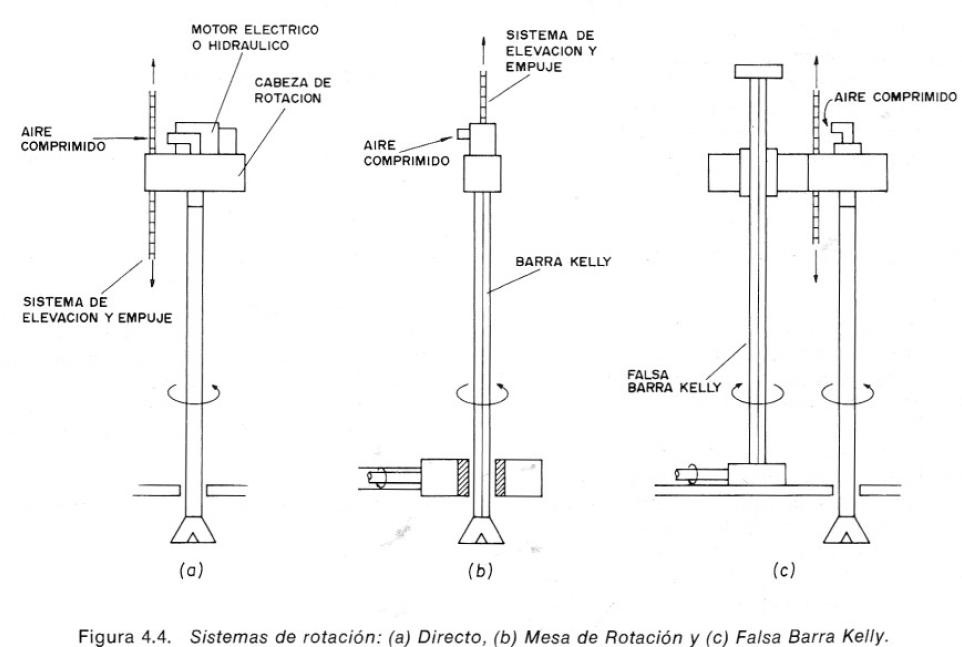 MOTOR ELECTRICO
O HIDRAULICO
CABEZA DE
ROTACION
AIRE
COMPRIMIDO
SISTEMA DE
ELEVACION Y EMPUJE
(a)
SISTEMA DE
ELEVACION Y
EMPUJE
AIRE
COMPRIMIDO
BARRA KELLY
(b)
AIRE COMPRIMIDO
FALSA
BARRA KELLY
(c)
Figura 4.4. Sistemas de rotación: (a) Directo, (b) Mesa de Rotación y (c) Falsa Barra Kelly.